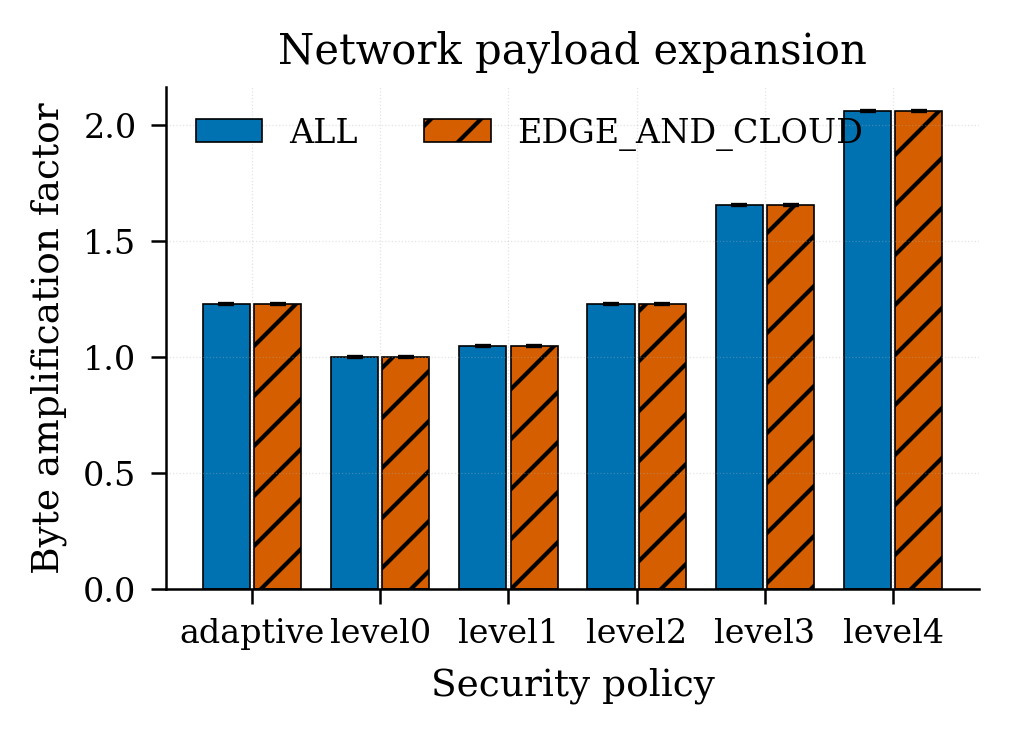 Network payload expansion
ALL EDGE_AND_CLOUD
Byte amplification factor
2.0
1.5
1.0
0.5
0.0
adaptive level0 level1 level2 level3 level4
Security policy